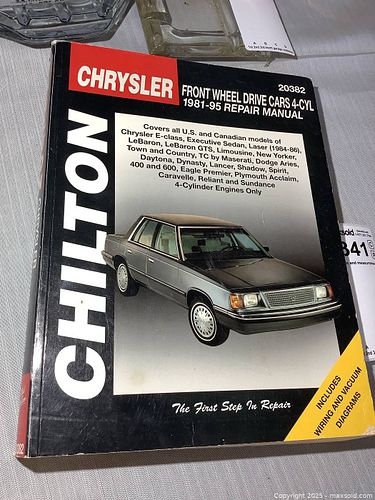 CHRYSLER
FRONT WHEEL DRIVE CARS 4-CYL
20382
1981-95 REPAIR MANUAL
Covers all U.S. and Canadian models of
Chrysler E-class, Executive Sedan, Laser (1984-86),
LeBaron, LeBaron GTS, Limousine, New Yorker,
Town and Country, TC by Maserati, Dodge Aries,
Daytona, Dynasty, Lancer, Shadow, Spirit,
400 and 600, Eagle Premier, Plymouth Acclaim,
Caravelle, Reliant and Sundance
4-Cylinder Engines Only
CHILTON
The First Step In Repair
INCLUDES
WIRING AND VACUUM
DIAGRAMS
maxsold
341
Copyright 2025 - maxsold.com